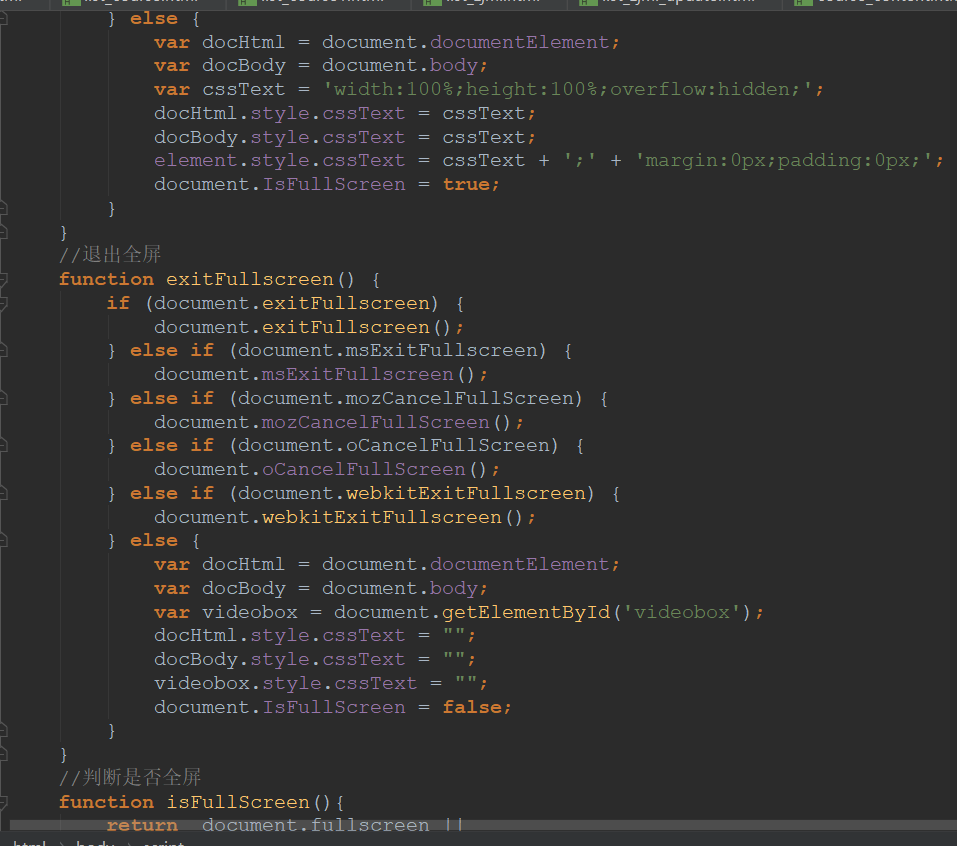 } else {
var docHtml = document.documentElement;
var docBody = document.body;
var cssText = 'width:100%;height:100%;overflow:hidden;';
docHtml.style.cssText = cssText;
docBody.style.cssText = cssText;
element.style.cssText = cssText + ';' + 'margin:0px;padding:0px;';
document.IsFullScreen = true;
}
}
//退出全屏
function exitFullscreen() {
if (document.exitFullscreen) {
document.exitFullscreen();
} else if (document.msExitFullscreen) {
document.msExitFullscreen();
} else if (document.mozCancelFullScreen) {
document.mozCancelFullScreen();
} else if (document.oCancelFullScreen) {
document.oCancelFullScreen();
} else if (document.webkitExitFullscreen) {
document.webkitExitFullscreen();
} else {
var docHtml = document.documentElement;
var docBody = document.body;
var videobox = document.getElementById('videobox');
docHtml.style.cssText = "";
docBody.style.cssText = "";
videobox.style.cssText = "";
document.IsFullScreen = false;
}
}
//判断是否全屏
function isFullScreen(){
return document.fullscreen ||